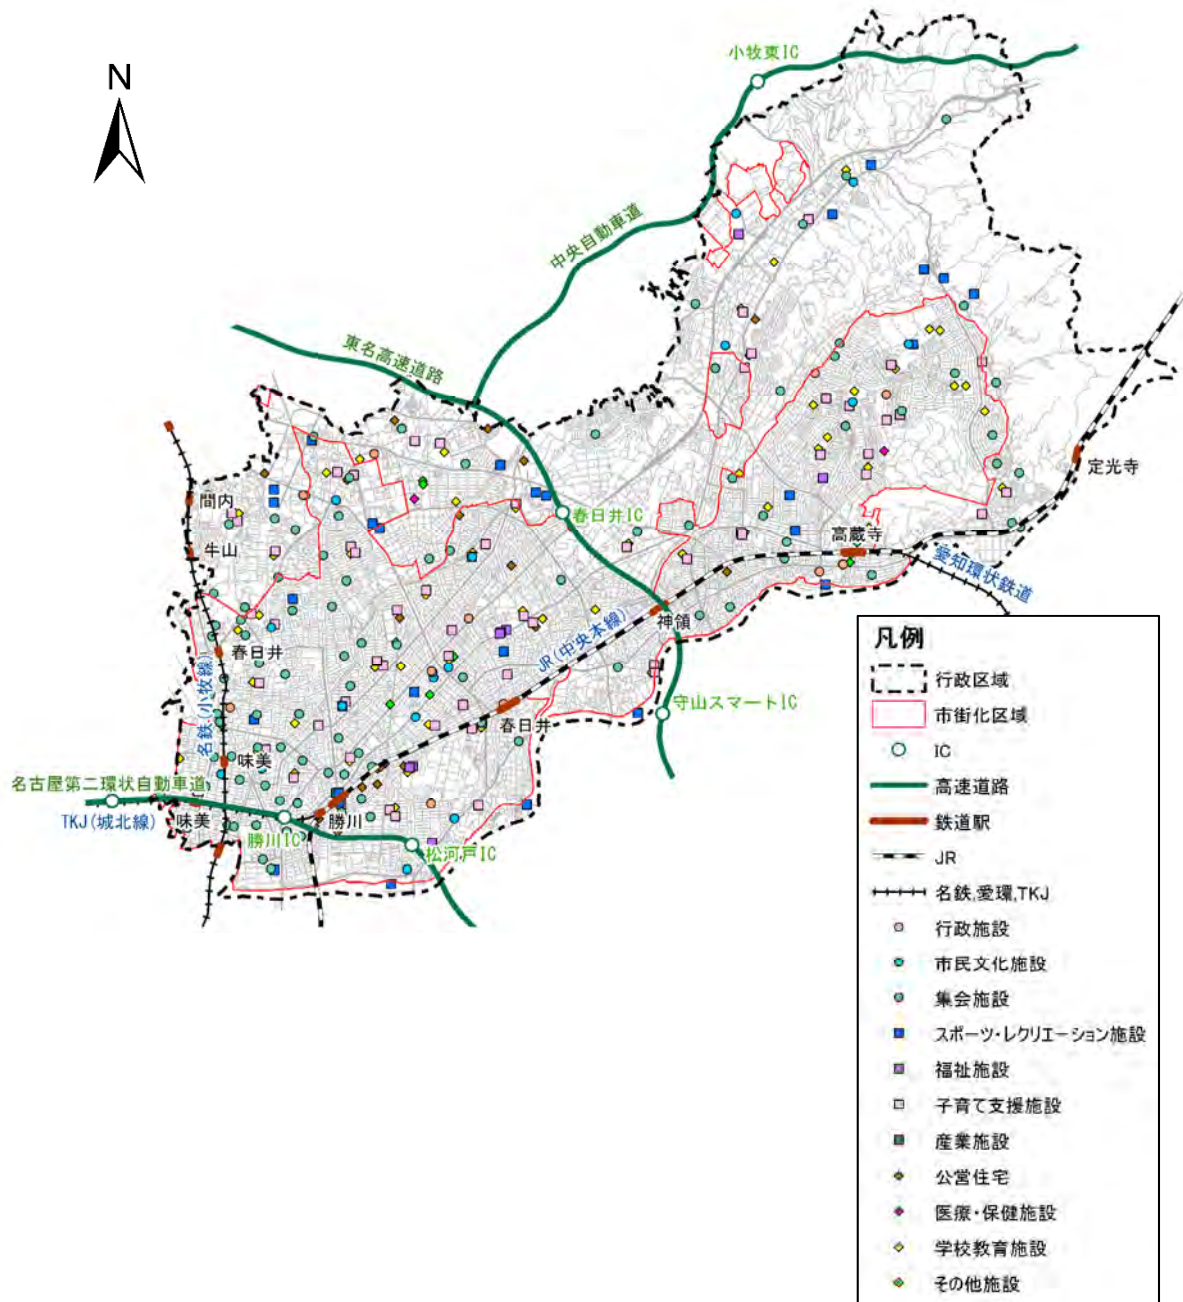 小牧東IC
N
中央自動車道
東名高速道路
定光寺
間内
春日井IC
牛山
高蔵寺
愛知環状鉄道
神領
春日井
JR(中央本線)
名鉄(小牧線)
守山スマートIC
春日井
味美
名古屋第二環状自動車道
TKJ(城北線)
味美
勝川IC
勝川
松河戸IC
凡例
行政区域
市街化区域
IC
高速道路
鉄道駅
JR
名鉄,愛環,TKJ
行政施設
市民文化施設
集会施設
スポーツ・レクリエーション施設
福祉施設
子育て支援施設
産業施設
公営住宅
医療・保健施設
学校教育施設
その他施設